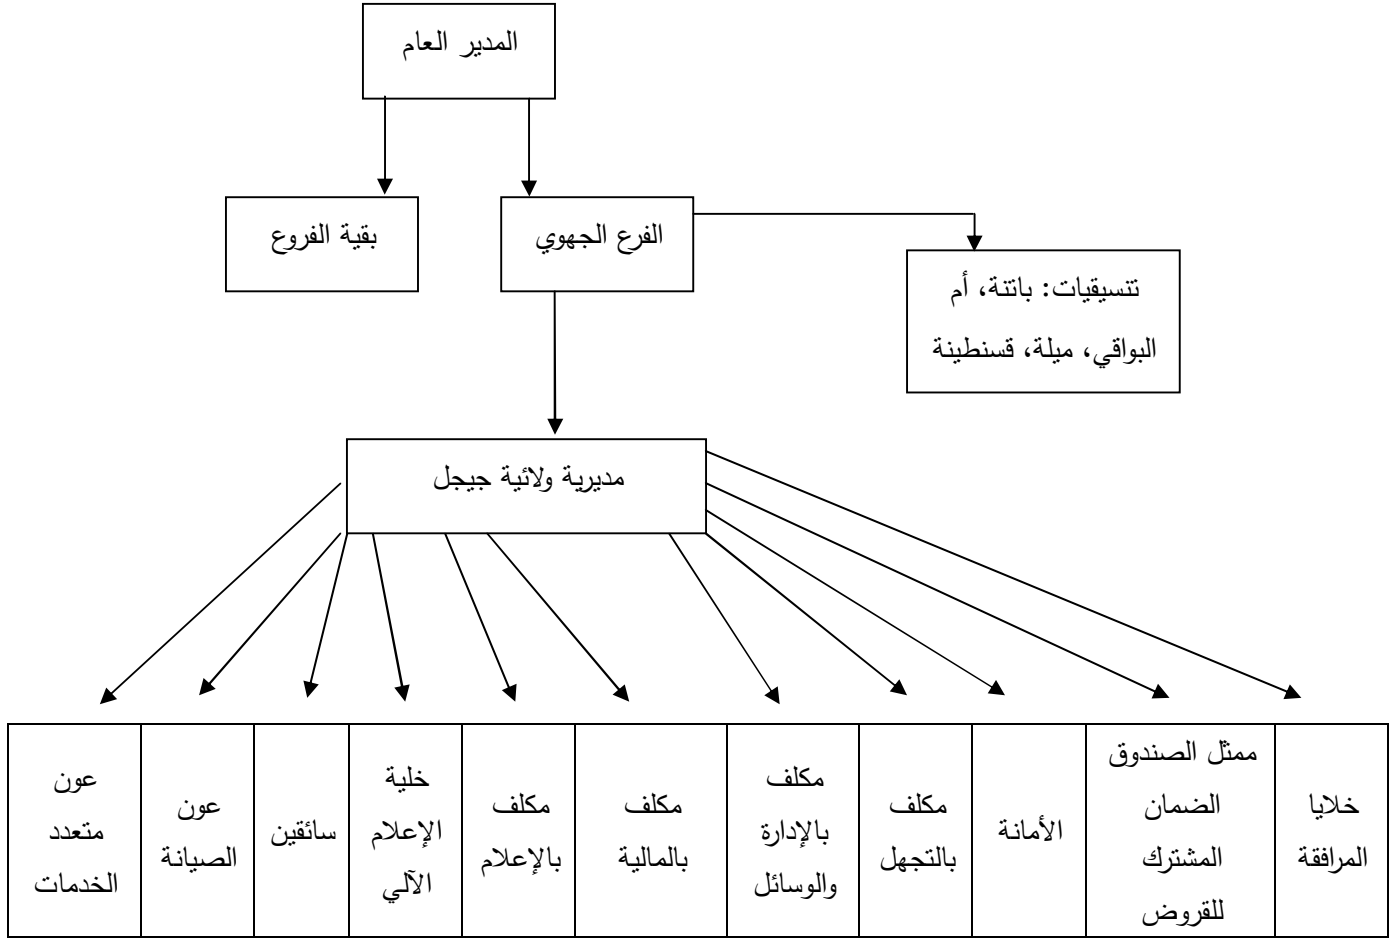 المدير العام
الفرع الجهوي
بقية الفروع
تنسيقيات: باتنة، أم
البواقي، ميلة، قسنطينة
مديرية ولائية جيجل
خلايا
المرافقة
ممثل الصندوق
الضمان
المشترك
للقروض
الأمانة
مكلف
بالتجهل
مكلف
بالإدارة
والوسائل
مكلف
بالمالية
مكلف
بالإعلام
خلية
الإعلام
الآلي
سائقين
عون
الصيانة
عون
متعدد
الخدمات